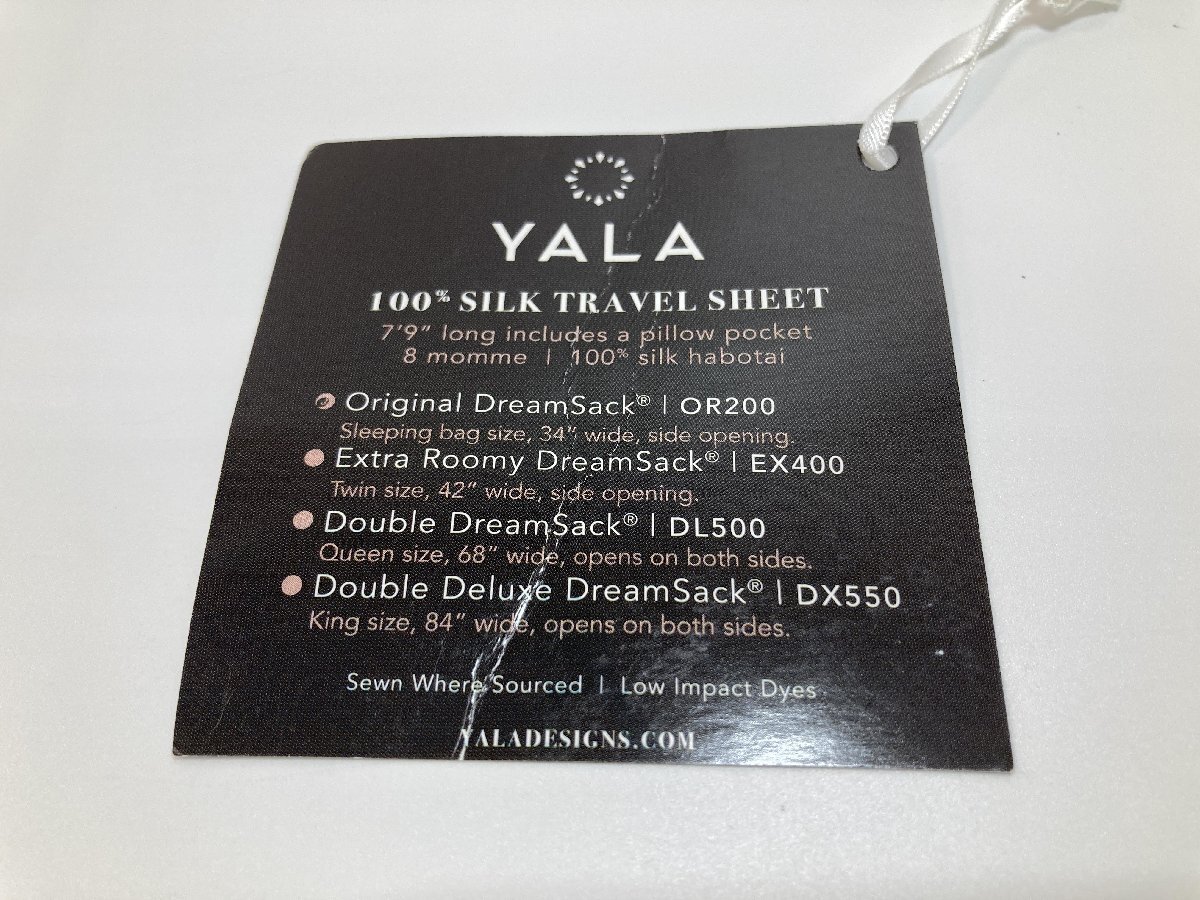 YALA
100% SILK TRAVEL SHEET
7'9" long includes a pillow pocket
8 momme | 100% silk habotai
Original DreamSack® | OR200
Sleeping bag size, 34" wide, side opening.
Extra Roomy DreamSack® | EX400
Twin size, 42" wide, side opening.
Double DreamSack® | DL500
Queen size, 68" wide, opens on both sides.
Double Deluxe DreamSack® | DX550
King size, 84" wide, opens on both sides.
Sewn Where Sourced | Low Impact Dyes
YALADESIGNS.COM